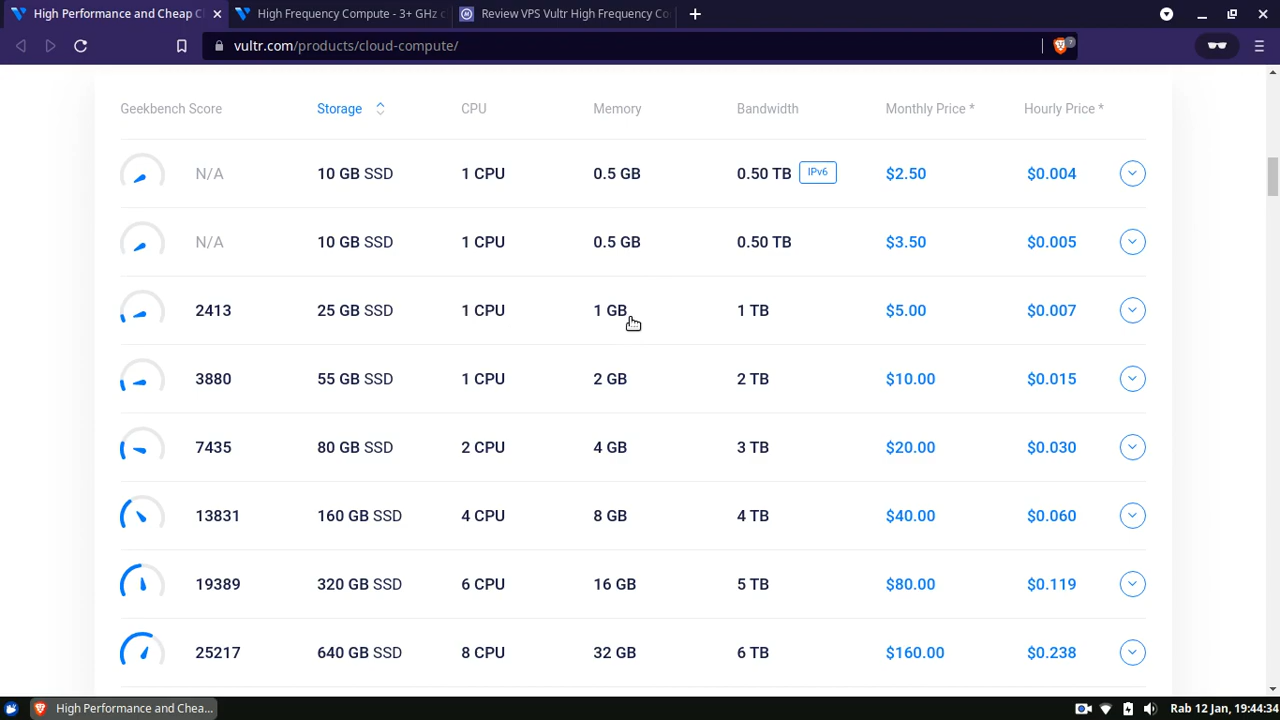 High Performance and Cheap C
High Frequency Compute - 3+ GHz c
Review VPS Vultr High Frequency Co
vultr.com/products/cloud-compute/
7
Geekbench Score Storage CPU Memory Bandwidth Monthly Price * Hourly Price *
N/A 10 GB SSD 1 CPU 0.5 GB 0.50 TB IPv6 $2.50 $0.004
N/A 10 GB SSD 1 CPU 0.5 GB 0.50 TB $3.50 $0.005
2413 25 GB SSD 1 CPU 1 GB 1 TB $5.00 $0.007
3880 55 GB SSD 1 CPU 2 GB 2 TB $10.00 $0.015
7435 80 GB SSD 2 CPU 4 GB 3 TB $20.00 $0.030
13831 160 GB SSD 4 CPU 8 GB 4 TB $40.00 $0.060
19389 320 GB SSD 6 CPU 16 GB 5 TB $80.00 $0.119
25217 640 GB SSD 8 CPU 32 GB 6 TB $160.00 $0.238
High Performance and Chea...
Rab 12 Jan, 19:44:34